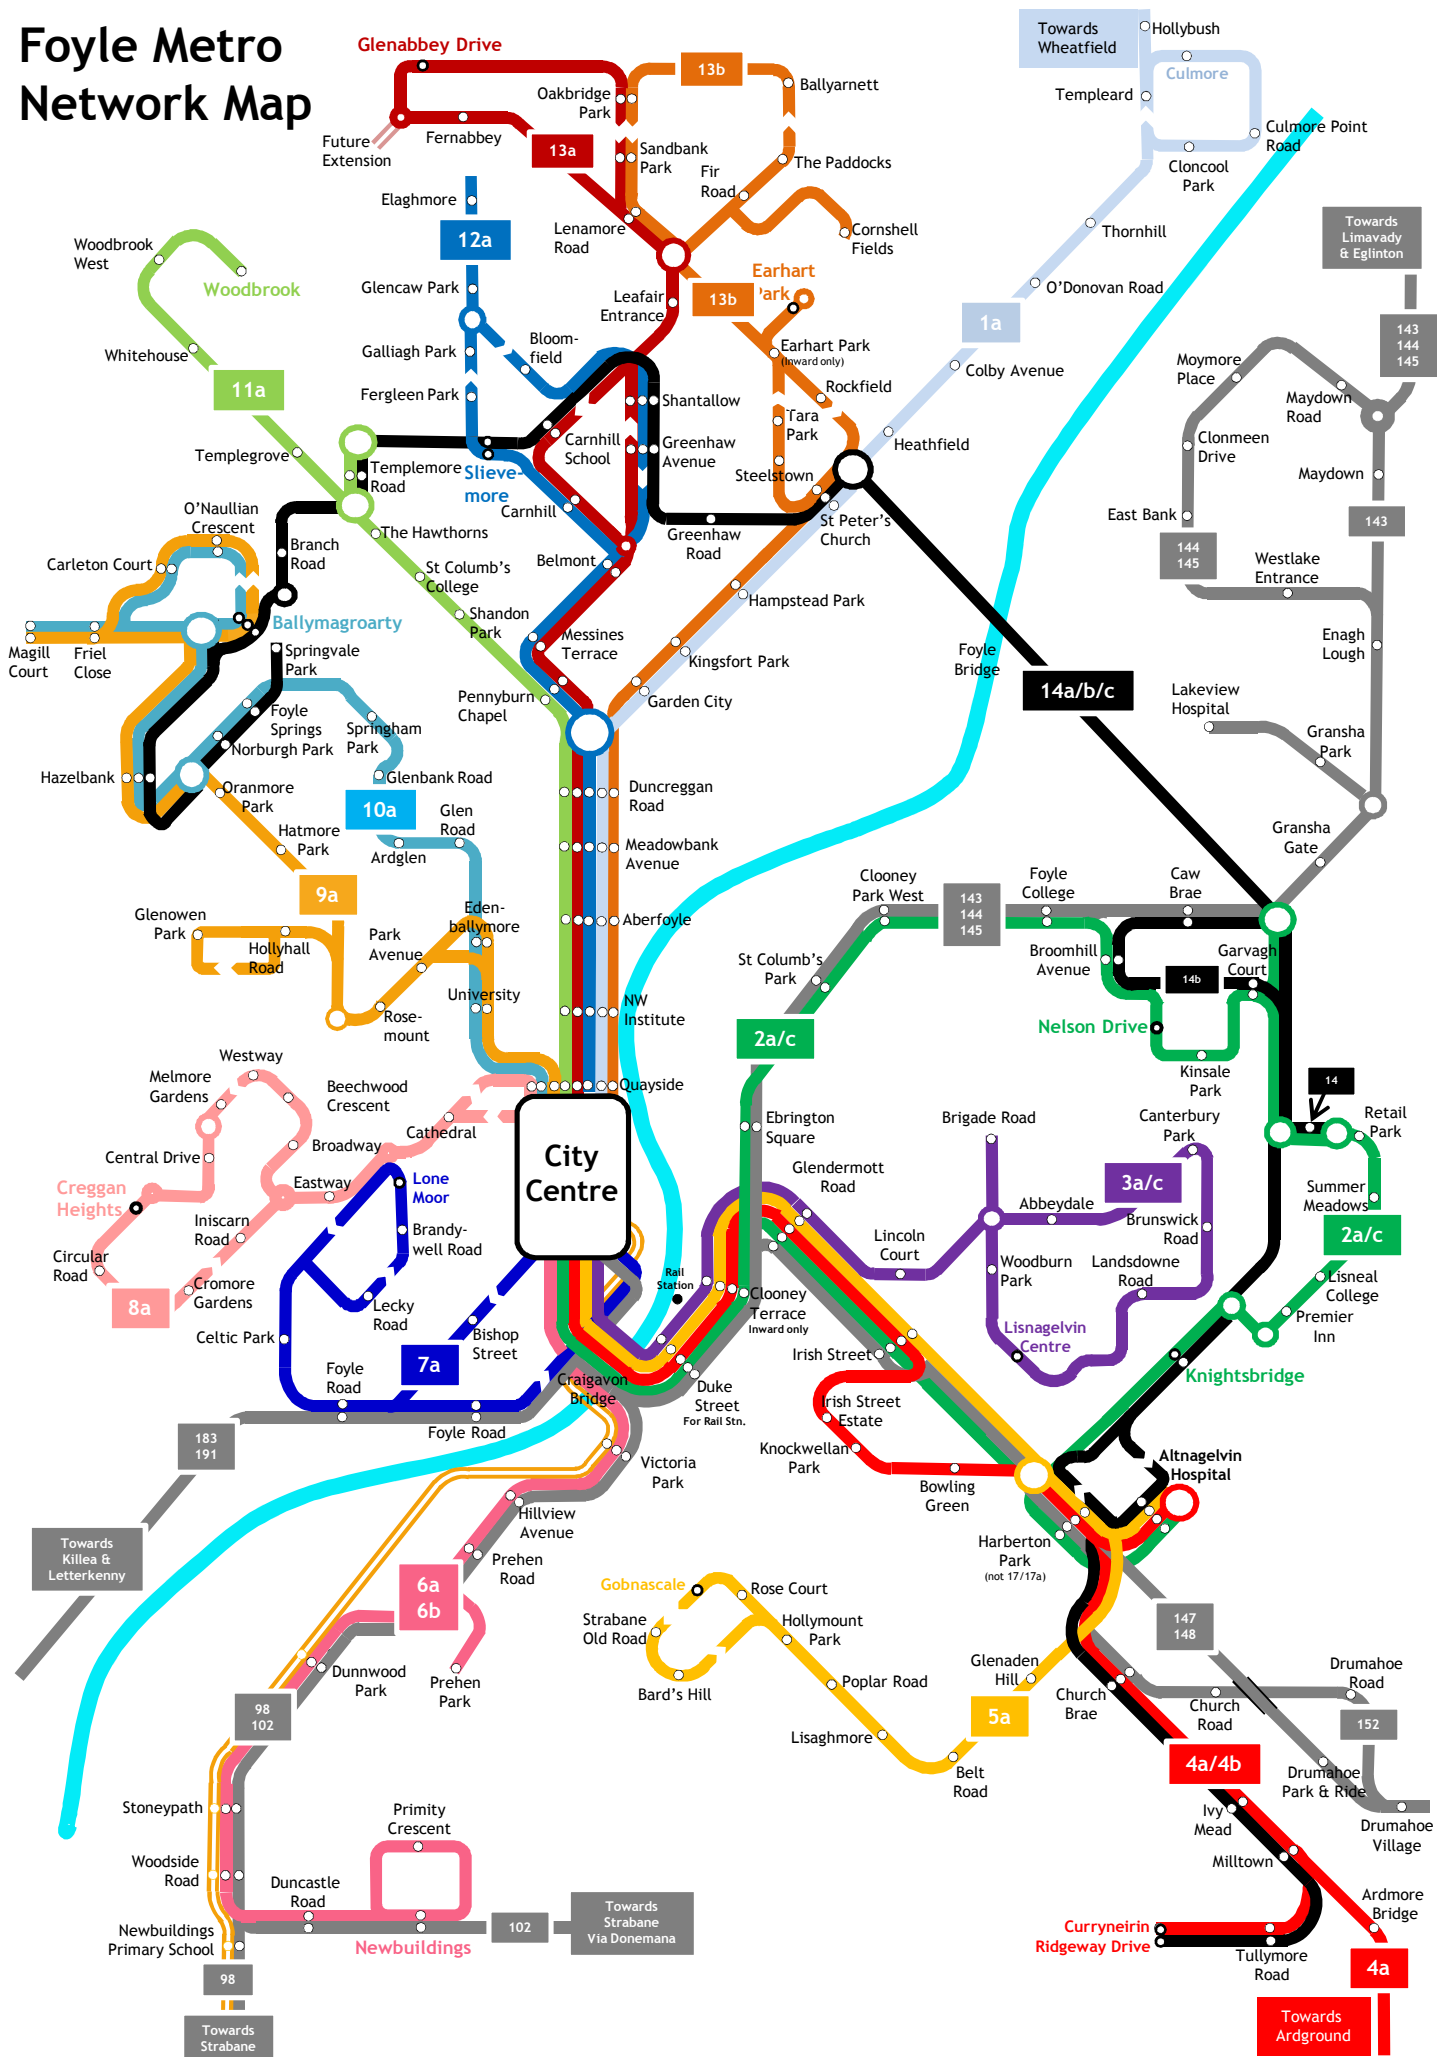 Foyle Metro
Network Map
Glenabbey Drive
Oakbridge
Park
13b
Ballyarnett
Towards
Wheatfield
Hollybush
Culmore
Templeard
Culmore Point
Road
Cloncool
Park
Future
Extension
Fernabbey
13a
Sandbank
Park
Fir
Road
The Paddocks
Elaghmore
12a
Lenamore
Road
Cornshell
Fields
Thornhill
Towards
Limavady
& Eglinton
Woodbrook
West
Woodbrook
Glencaw Park
Leafair
Entrance
13b
Earhart
Park
O'Donovan Road
1a
143
144
145
Whitehouse
Galliagh Park
Bloom-
field
Earhart Park
(Inward only)
Colby Avenue
Moymore
Place
Maydown
Road
11a
Fergleen Park
Shantallow
Rockfield
Tara
Park
Heathfield
Clonmeen
Drive
Templegrove
Templemore
Road
Slieve-
more
Carnhill
School
Greenhaw
Avenue
Steelstown
Maydown
O'Naullian
Crescent
The Hawthorns
Carnhill
Greenhaw
Road
St Peter's
Church
East Bank
143
Carleton Court
Branch
Road
St Columb's
College
Belmont
Hampstead Park
144
145
Westlake
Entrance
Magill
Court
Friel
Close
Ballymagroarty
Springvale
Park
Shandon
Park
Messines
Terrace
Kingsfort Park
Foyle
Bridge
14a/b/c
Enagh
Lough
Pennyburn
Chapel
Garden City
Lakeview
Hospital
Foyle
Springs
Norburgh Park
Springham
Park
Gransha
Park
Hazelbank
Oranmore
Park
Glenbank Road
Duncreggan
Road
10a
Glen
Road
Ardglen
Hatmore
Park
Meadowbank
Avenue
Gransha
Gate
9a
Clooney
Park West
143
144
145
Foyle
College
Caw
Brae
Glenowen
Park
Hollyhall
Road
Park
Avenue
Eden-
ballymore
Aberfoyle
St Columb's
Park
Broomhill
Avenue
Garvagh
Court
14b
University
Rose-
mount
NW
Institute
2a/c
Nelson Drive
Kinsale
Park
Westway
Melmore
Gardens
Beechwood
Crescent
Quayside
14
Cathedral
City
Centre
Ebrington
Square
Brigade Road
Canterbury
Park
Retail
Park
Central Drive
Broadway
Glendermott
Road
Creggan
Heights
Eastway
Lone
Moor
3a/c
Summer
Meadows
Iniscarn
Road
Brandy-
well Road
Lincoln
Court
Abbeydale
Brunswick
Road
2a/c
Circular
Road
Cromore
Gardens
Rail
Station
Woodburn
Park
Landsdowne
Road
Lisneal
College
8a
Lecky
Road
Bishop
Street
Clooney
Terrace
Inward only
Premier
Inn
Celtic Park
7a
Irish Street
Lisnagelvin
Centre
Foyle
Road
Craigavon
Bridge
Duke
Street
For Rail Stn.
Knightsbridge
Irish Street
Estate
Foyle Road
183
191
Knockwellan
Park
Victoria
Park
Altnagelvin
Hospital
Bowling
Green
Hillview
Avenue
Towards
Killea &
Letterkenny
Harberton
Park
(not 17/17a)
Prehen
Road
6a
6b
Gobnascale
Rose Court
Strabane
Old Road
Hollymount
Park
147
148
Dunnwood
Park
Prehen
Park
Bard's Hill
Poplar Road
Glenaden
Hill
Church
Brae
Drumahoe
Road
98
102
Lisaghmore
5a
Church
Road
152
Belt
Road
4a/4b
Drumahoe
Park & Ride
Stoneypath
Primity
Crescent
Ivy
Mead
Drumahoe
Village
Woodside
Road
Milltown
Duncastle
Road
Ardmore
Bridge
Newbuildings
Primary School
Newbuildings
102
Towards
Strabane
Via Donemana
Curryneirin
Ridgeway Drive
Tullymore
Road
4a
98
Towards
Strabane
Towards
Ardground